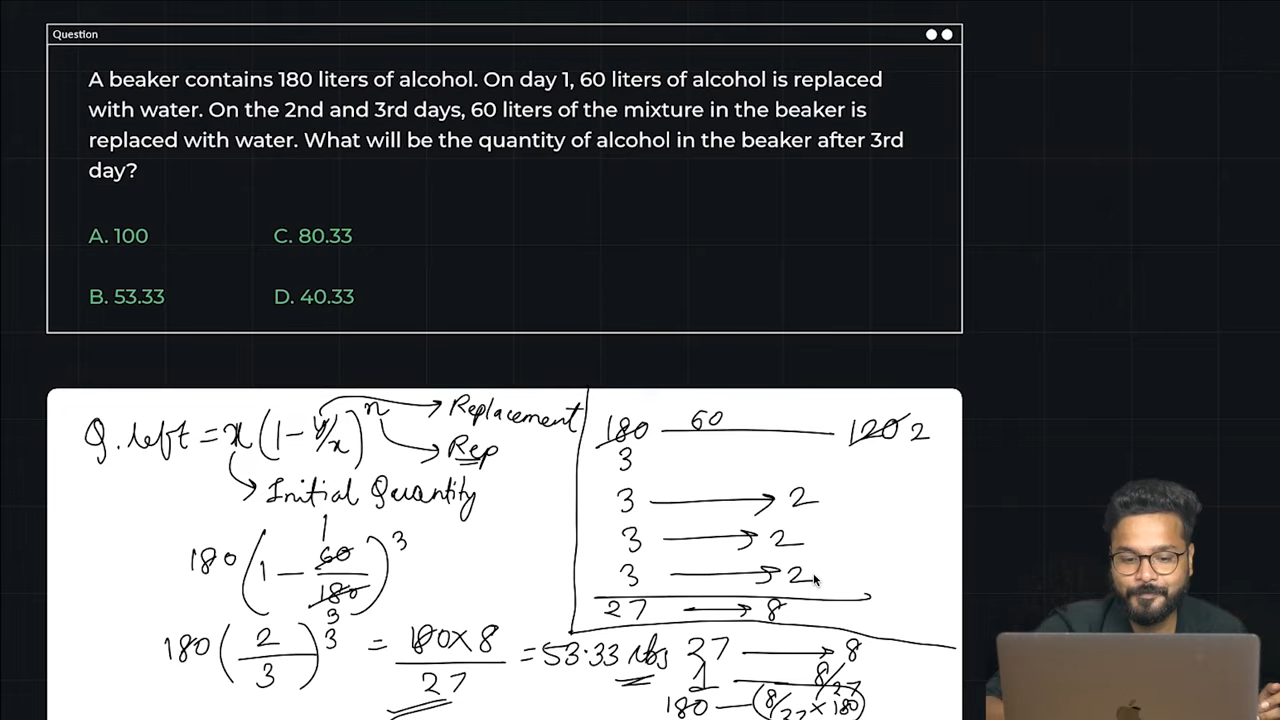 Question
A beaker contains 180 liters of alcohol. On day 1, 60 liters of alcohol is replaced
with water. On the 2nd and 3rd days, 60 liters of the mixture in the beaker is
replaced with water. What will be the quantity of alcohol in the beaker after 3rd
day?
A. 100
C. 80.33
B. 53.33
D. 40.33
Q. left = x (1 - y/x)^n
Replacement
Rep
Initial Quantity
180 (1 - 60/180)^3
1
3
180 (2/3)^3 = 180 × 8 / 27 = 53.33 ltrs
180 60 120 2
3
3 → 2
3 → 2
3 → 2
27 → 8
27 → 8
1 8/27
180 — (8/27 × 180)